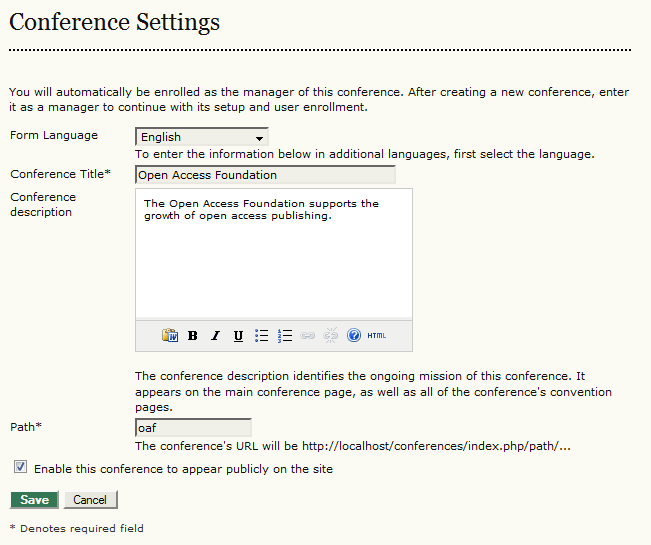 Conference Settings
You will automatically be enrolled as the manager of this conference. After creating a new conference, enter
it as a manager to continue with its setup and user enrollment.
Form Language
English
To enter the information below in additional languages, first select the language.
Conference Title*
Open Access Foundation
Conference
description
The Open Access Foundation supports the
growth of open access publishing.
B I U HTML
The conference description identifies the ongoing mission of this conference. It
appears on the main conference page, as well as all of the conference's convention
pages.
Path*
oaf
The conference's URL will be http://localhost/conferences/index.php/path/...
Enable this conference to appear publicly on the site
Save Cancel
* Denotes required field